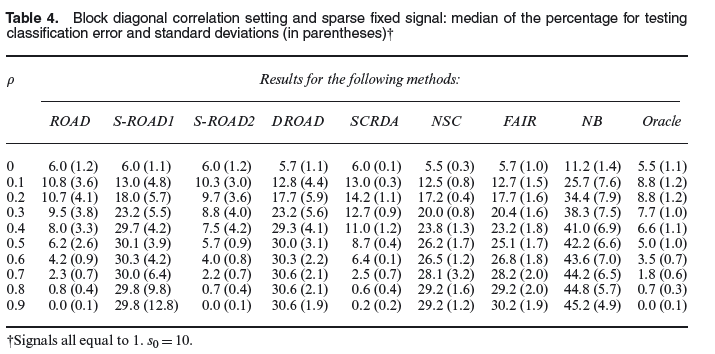 Table 4. Block diagonal correlation setting and sparse fixed signal: median of the percentage for testing
classification error and standard deviations (in parentheses)†
ρ Results for the following methods:
ROAD S-ROAD1 S-ROAD2 DROAD SCRDA NSC FAIR NB Oracle
0 6.0 (1.2) 6.0 (1.1) 6.0 (1.2) 5.7 (1.1) 6.0 (0.1) 5.5 (0.3) 5.7 (1.0) 11.2 (1.4) 5.5 (1.1)
0.1 10.8 (3.6) 13.0 (4.8) 10.3 (3.0) 12.8 (4.4) 13.0 (0.3) 12.5 (0.8) 12.7 (1.5) 25.7 (7.6) 8.8 (1.2)
0.2 10.7 (4.1) 18.0 (5.7) 9.7 (3.6) 17.7 (5.9) 14.2 (1.1) 17.2 (0.4) 17.7 (1.6) 34.4 (7.9) 8.8 (1.2)
0.3 9.5 (3.8) 23.2 (5.5) 8.8 (4.0) 23.2 (5.6) 12.7 (0.9) 20.0 (0.8) 20.4 (1.6) 38.3 (7.5) 7.7 (1.0)
0.4 8.0 (3.3) 29.7 (4.2) 7.5 (4.2) 29.3 (4.1) 11.0 (1.2) 23.8 (1.3) 23.2 (1.8) 41.0 (6.9) 6.6 (1.1)
0.5 6.2 (2.6) 30.1 (3.9) 5.7 (0.9) 30.0 (3.1) 8.7 (0.4) 26.2 (1.7) 25.1 (1.7) 42.2 (6.6) 5.0 (1.0)
0.6 4.2 (0.9) 30.3 (4.2) 4.0 (0.8) 30.3 (2.2) 6.4 (0.1) 26.5 (1.2) 26.8 (1.8) 43.6 (7.0) 3.5 (0.7)
0.7 2.3 (0.7) 30.0 (6.4) 2.2 (0.7) 30.6 (2.1) 2.5 (0.7) 28.1 (3.2) 28.2 (2.0) 44.2 (6.5) 1.8 (0.6)
0.8 0.8 (0.4) 29.8 (9.8) 0.7 (0.4) 30.6 (2.1) 0.6 (0.4) 29.2 (1.6) 29.2 (2.0) 44.8 (5.7) 0.7 (0.3)
0.9 0.0 (0.1) 29.8 (12.8) 0.0 (0.1) 30.6 (1.9) 0.2 (0.2) 29.2 (1.2) 30.2 (1.9) 45.2 (4.9) 0.0 (0.1)
†Signals all equal to 1. s₀ = 10.